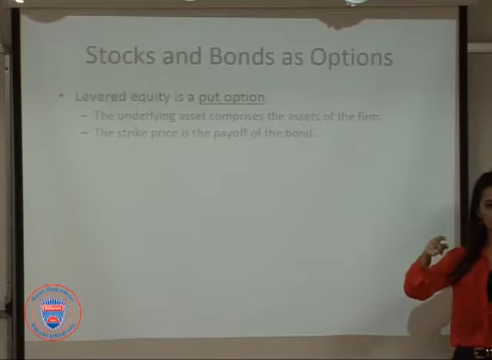 Stocks and Bonds as Options
• Levered equity is a put option.
– The underlying asset comprises the assets of the firm.
– The strike price is the payoff of the bond.